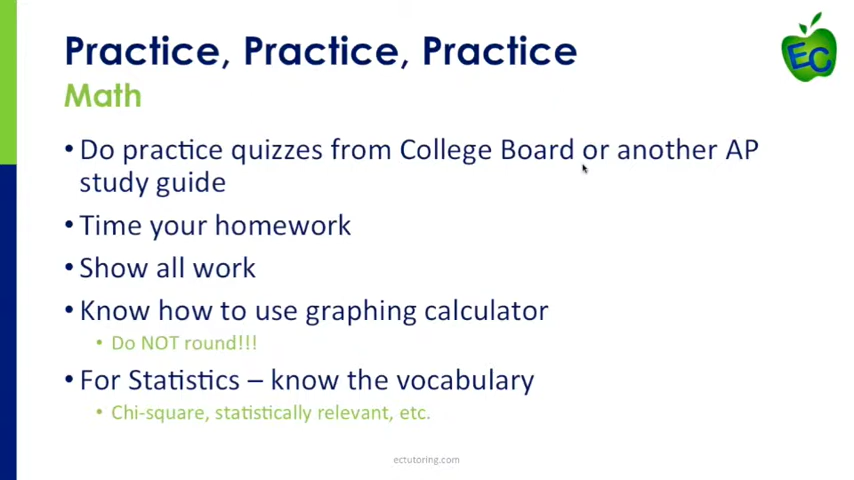 Practice, Practice, Practice
EC
Math
• Do practice quizzes from College Board or another AP
study guide
• Time your homework
• Show all work
• Know how to use graphing calculator
• Do NOT round!!!
• For Statistics – know the vocabulary
• Chi-square, statistically relevant, etc.
ectutoring.com